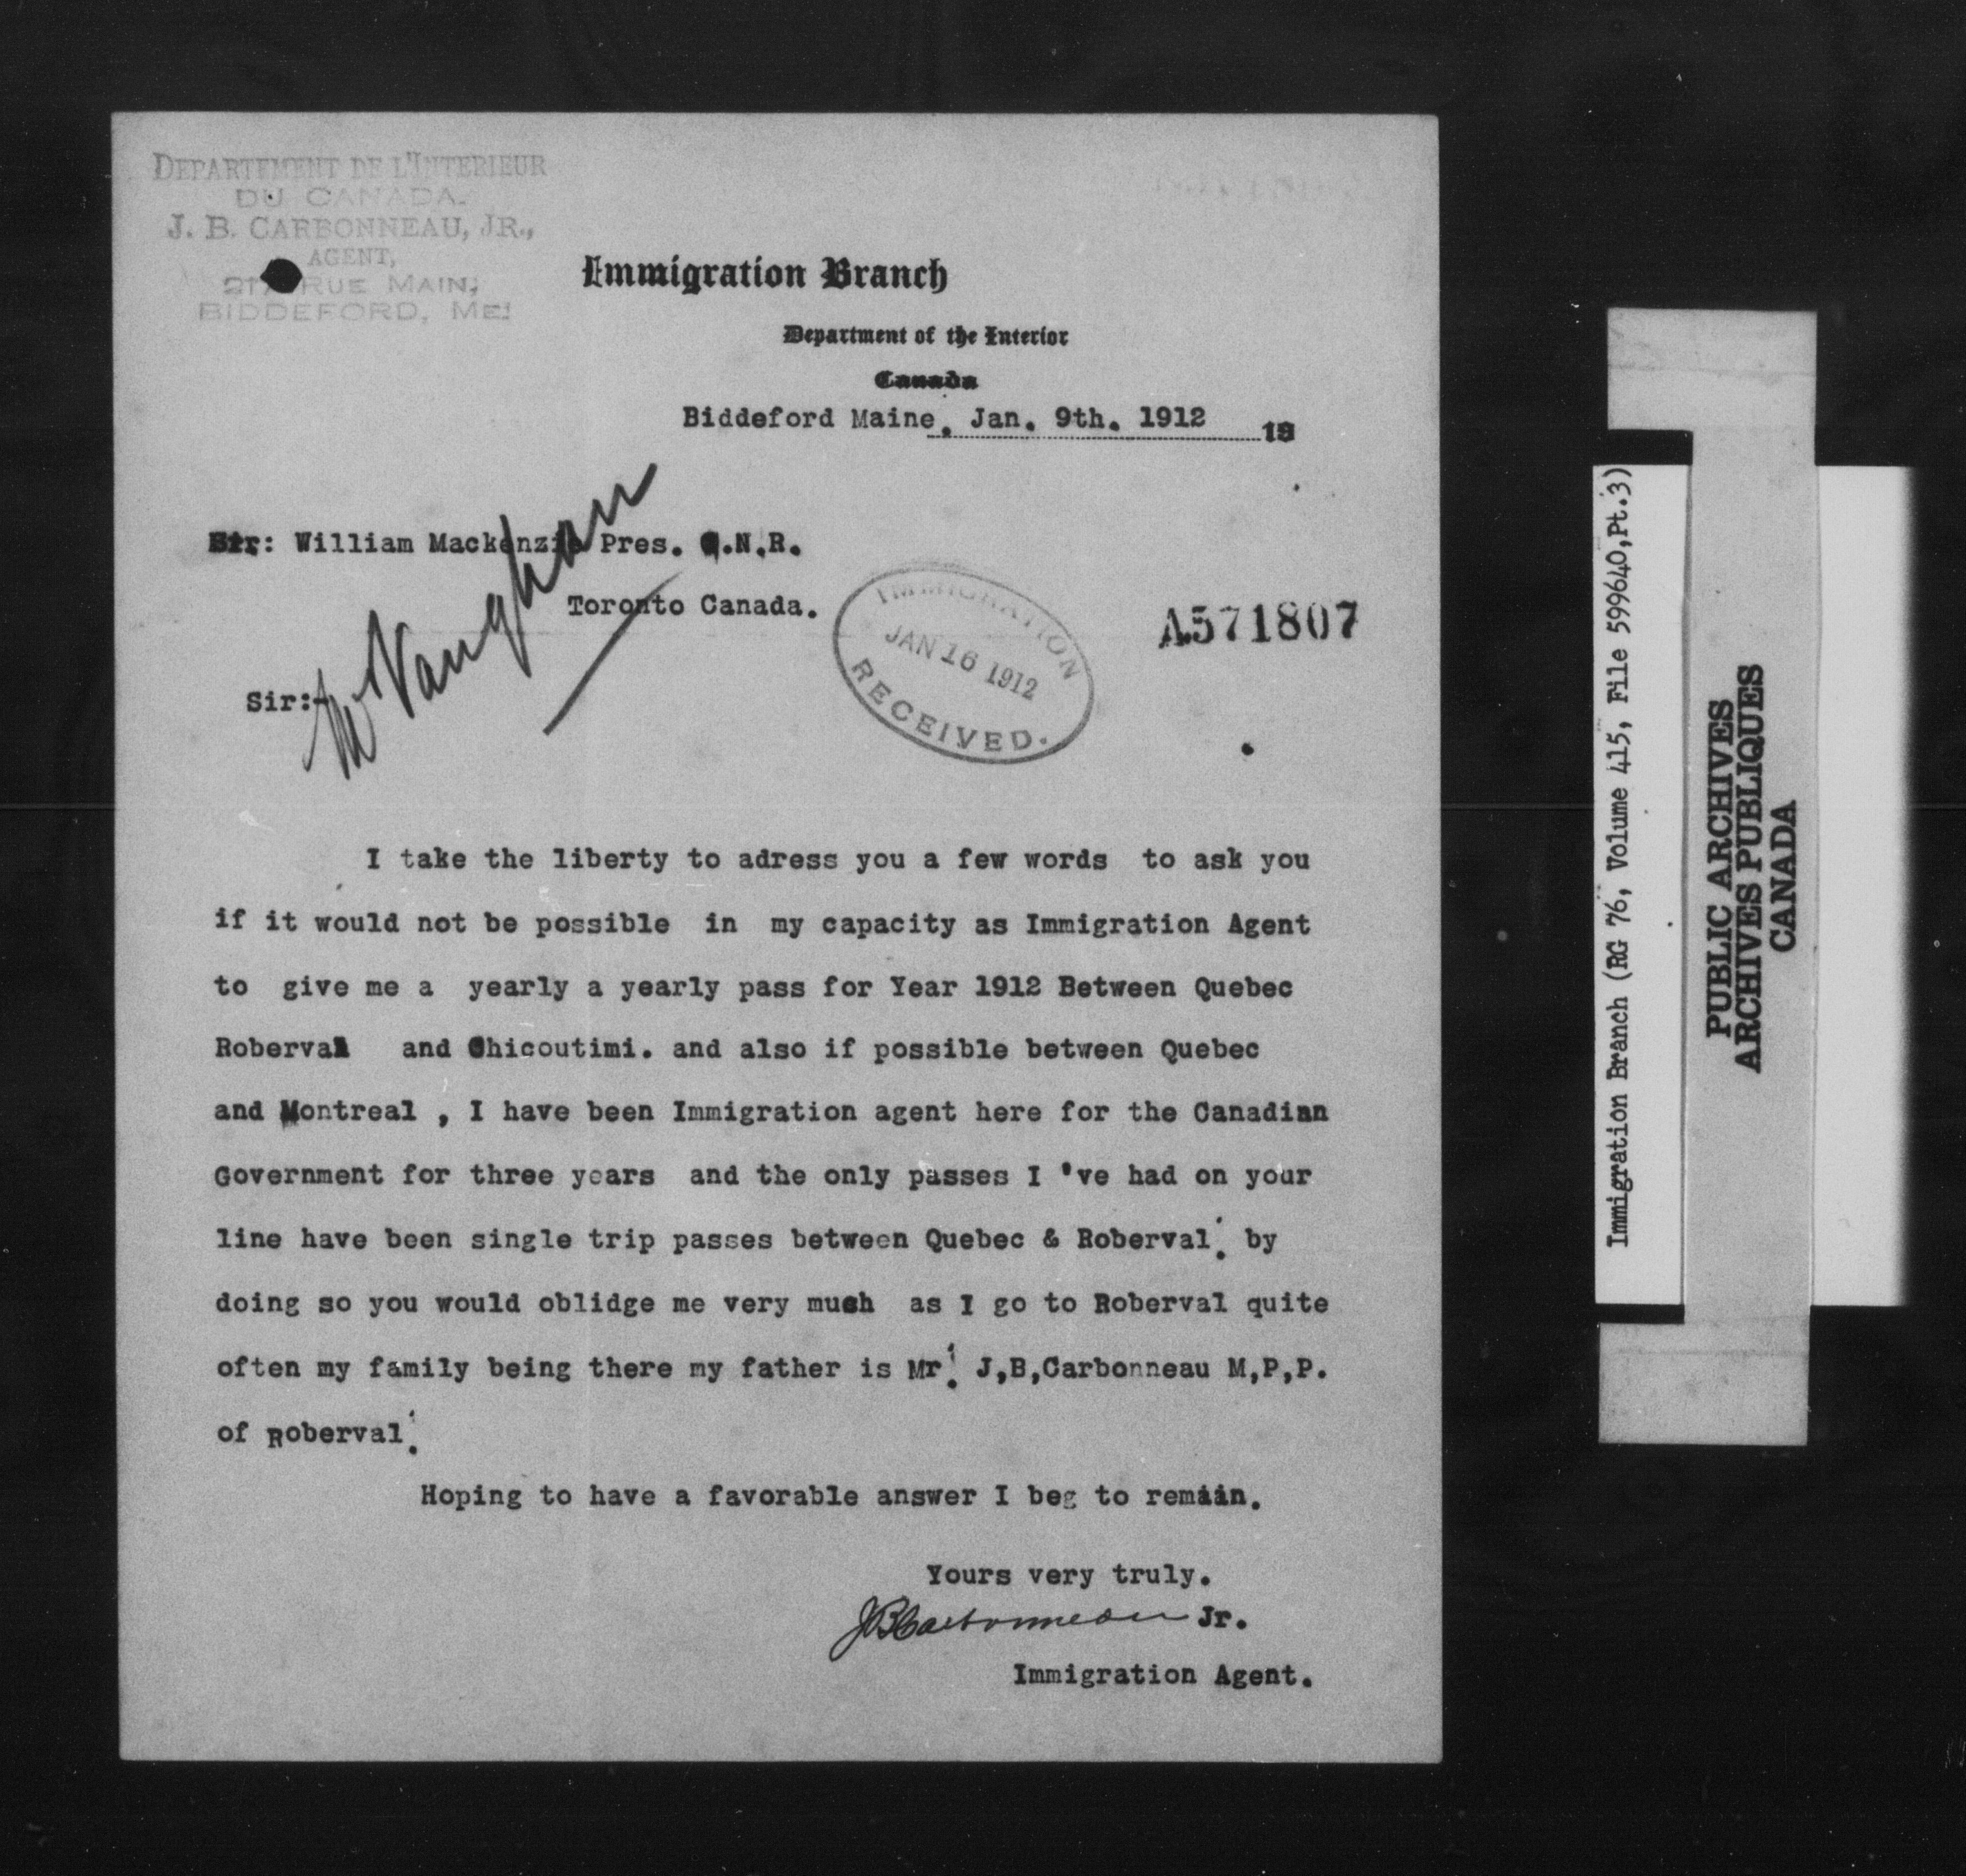 DEPARTEMENT DE L'INTERIEUR
DU CANADA.
J. B. CARBONNEAU, JR.,
AGENT,
RUE MAIN,
BIDDEFORD, ME.
Immigration Branch
Department of the Interior
Canada
Biddeford Maine. Jan. 9th. 1912 19
Sir: William Mackenzie Pres. C.N.R.
Toronto Canada.
Mr Vaughan
IMMIGRATION
JAN 16 1912
RECEIVED.
A571807
Sir:-
I take the liberty to adress you a few words to ask you
if it would not be possible in my capacity as Immigration Agent
to give me a yearly a yearly pass for Year 1912 Between Quebec
Roberval and Chicoutimi. and also if possible between Quebec
and Montreal , I have been Immigration agent here for the Canadian
Government for three years and the only passes I 've had on your
line have been single trip passes between Quebec & Roberval. by
doing so you would oblidge me very much as I go to Roberval quite
often my family being there my father is Mr. J,B,Carbonneau M,P,P.
of Roberval.
Hoping to have a favorable answer I beg to remain.
Yours very truly.
JBCarbonneau Jr.
Immigration Agent.
Immigration Branch (RG 76, Volume 415, File 599640,Pt.3)
PUBLIC ARCHIVES
ARCHIVES PUBLIQUES
CANADA